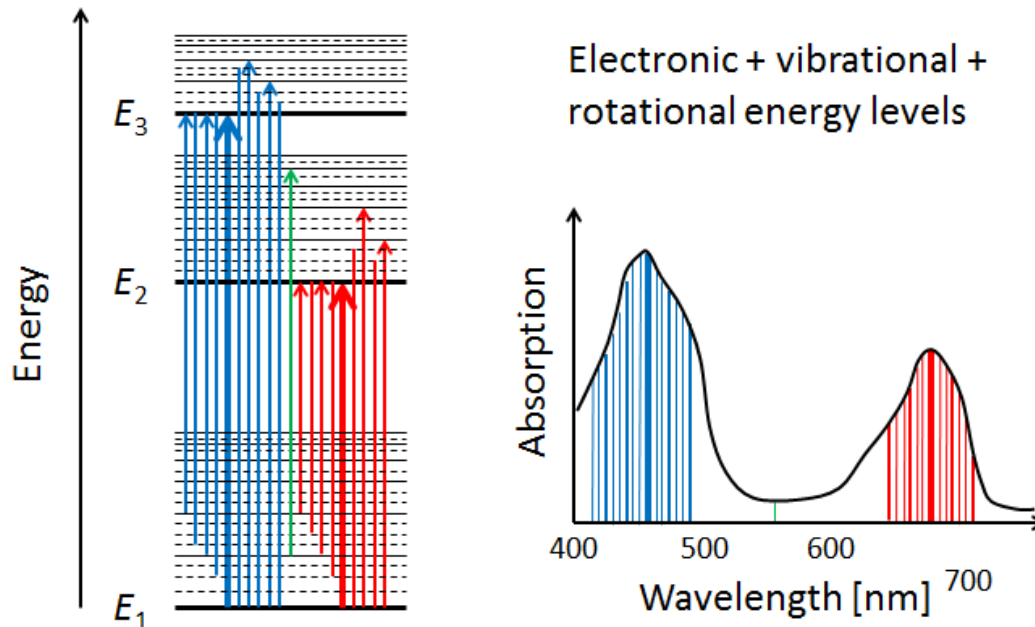 Electronic + vibrational +
rotational energy levels
Energy
E3
E2
E1
Absorption
400 500 600 700
Wavelength [nm]